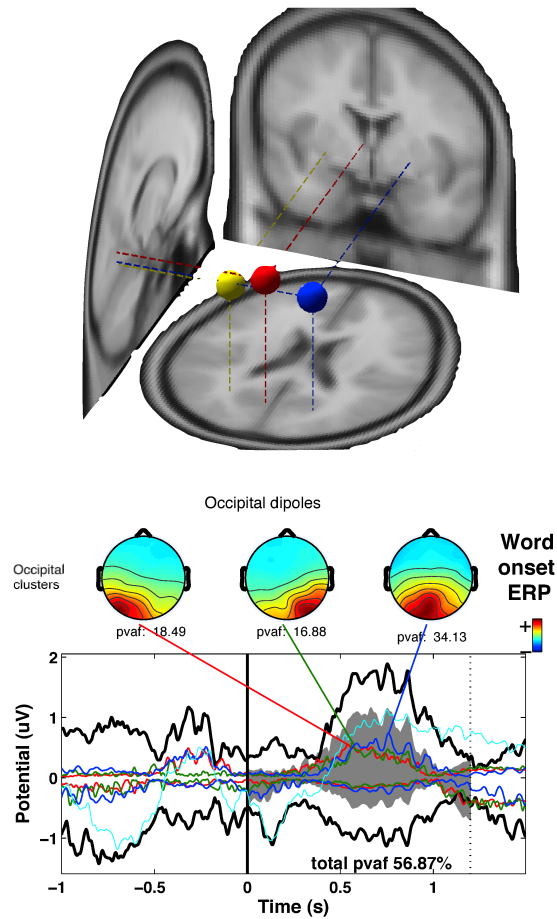 Occipital dipoles
Occipital
clusters
Word
onset
ERP
pvaf: 18.49
pvaf: 16.88
pvaf: 34.13
+
−
2
1
0
−1
Potential (uV)
total pvaf 56.87%
−1
−0.5
0
0.5
1
Time (s)